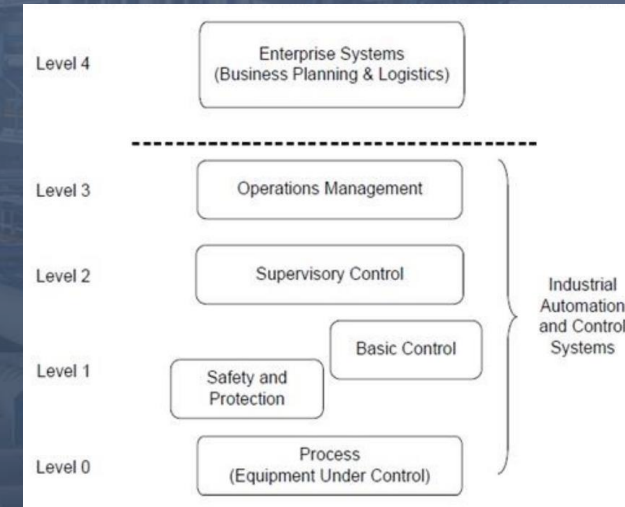 Level 4
Enterprise Systems
(Business Planning & Logistics)
Level 3
Operations Management
Level 2
Supervisory Control
Level 1
Basic Control
Safety and
Protection
Level 0
Process
(Equipment Under Control)
Industrial
Automation
and Control
Systems